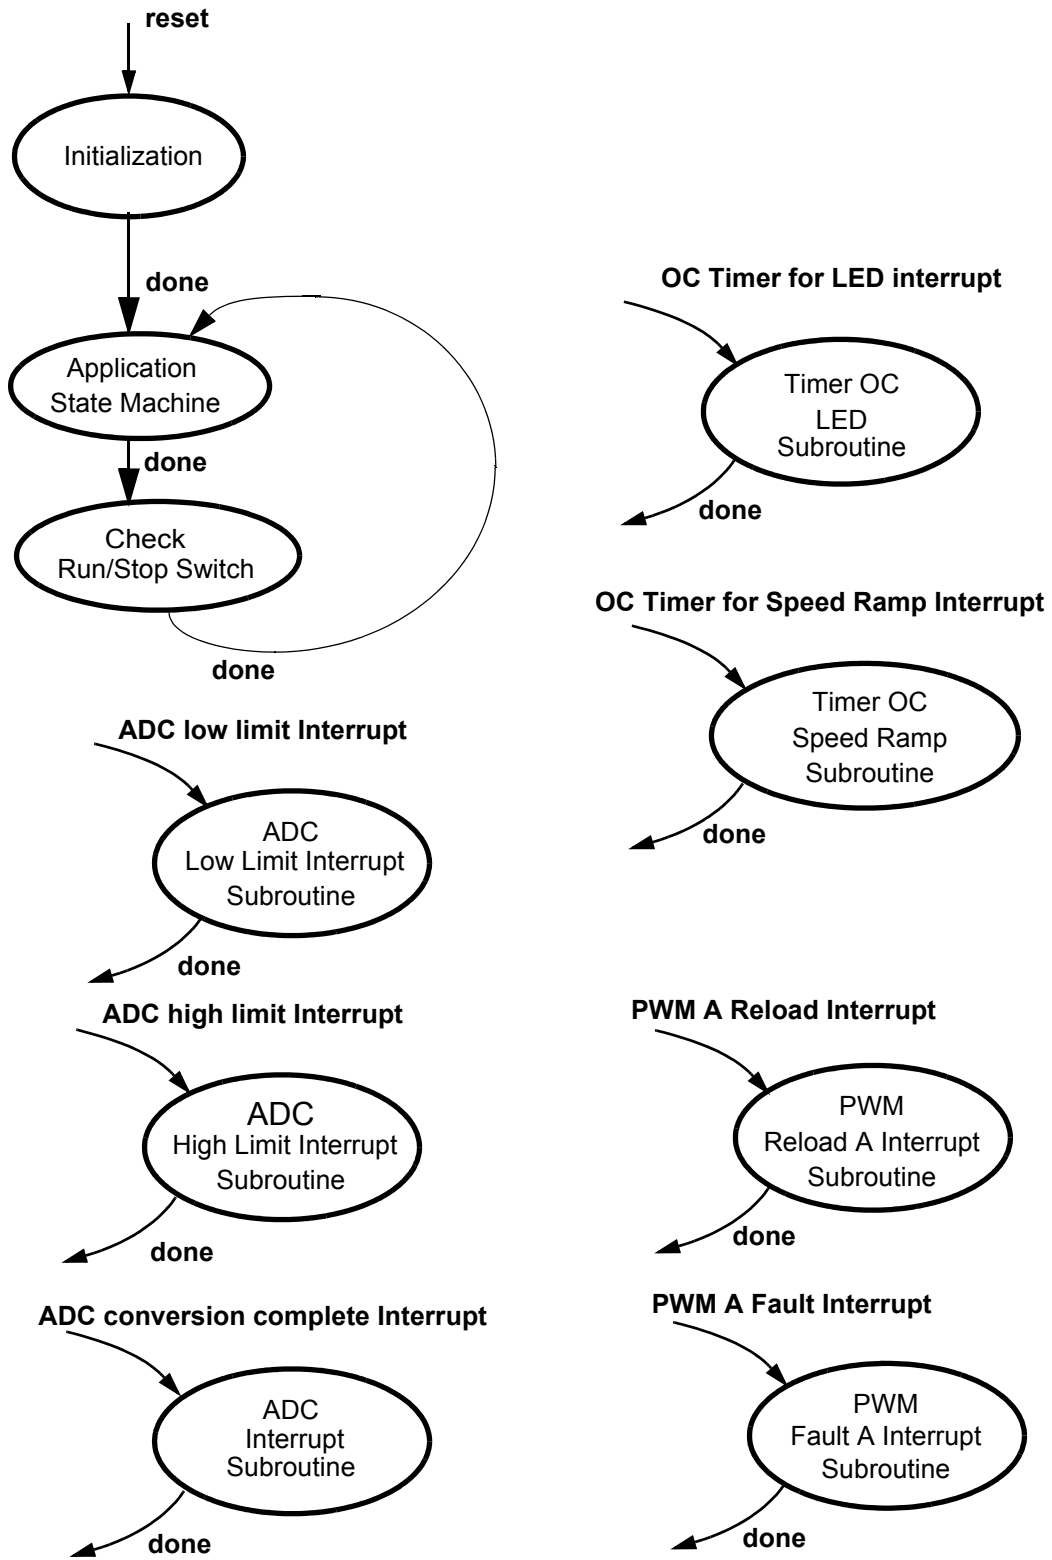 reset
Initialization
done
Application
State Machine
done
Check
Run/Stop Switch
done
OC Timer for LED interrupt
Timer OC
LED
Subroutine
done
OC Timer for Speed Ramp Interrupt
Timer OC
Speed Ramp
Subroutine
done
ADC low limit Interrupt
ADC
Low Limit Interrupt
Subroutine
done
ADC high limit Interrupt
ADC
High Limit Interrupt
Subroutine
done
PWM A Reload Interrupt
PWM
Reload A Interrupt
Subroutine
done
ADC conversion complete Interrupt
ADC
Interrupt
Subroutine
done
PWM A Fault Interrupt
PWM
Fault A Interrupt
Subroutine
done